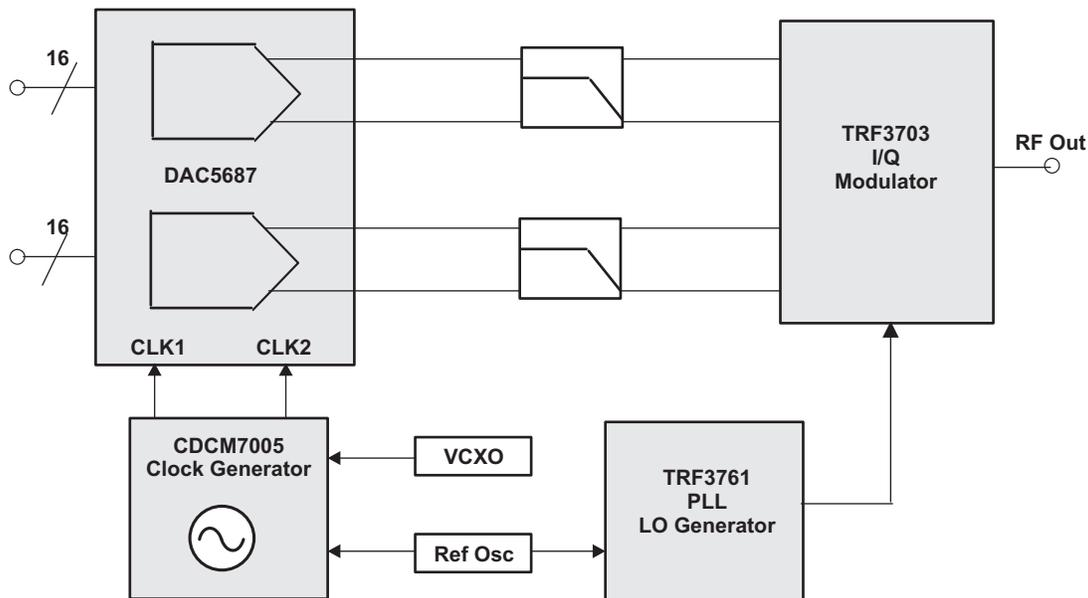 16
DAC5687
16
CLK1 CLK2
TRF3703
I/Q
Modulator
RF Out
CDCM7005
Clock Generator
VCXO
Ref Osc
TRF3761
PLL
LO Generator